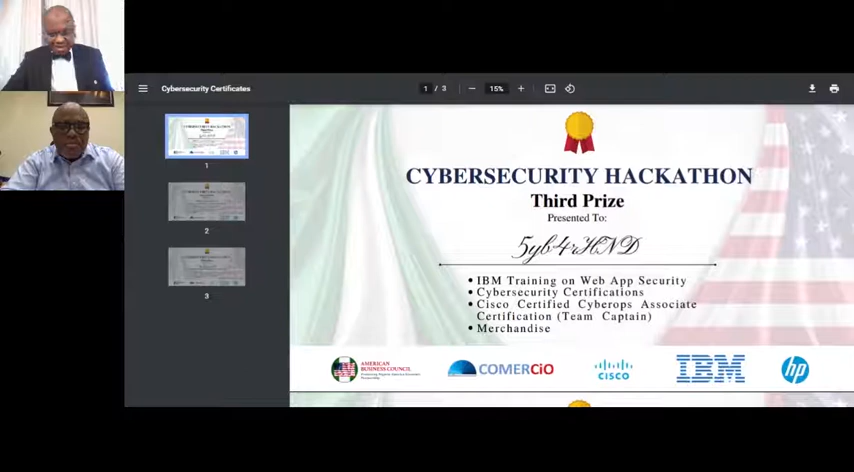 Cybersecurity Certificates
1 / 3
15%
1
2
3
CYBERSECURITY HACKATHON
Third Prize
Presented To:
5yb4rHND
• IBM Training on Web App Security
• Cybersecurity Certifications
• Cisco Certified Cyberops Associate
Certification (Team Captain)
• Merchandise
AMERICAN
BUSINESS COUNCIL
COMERCiO
CISCO
IBM
hp